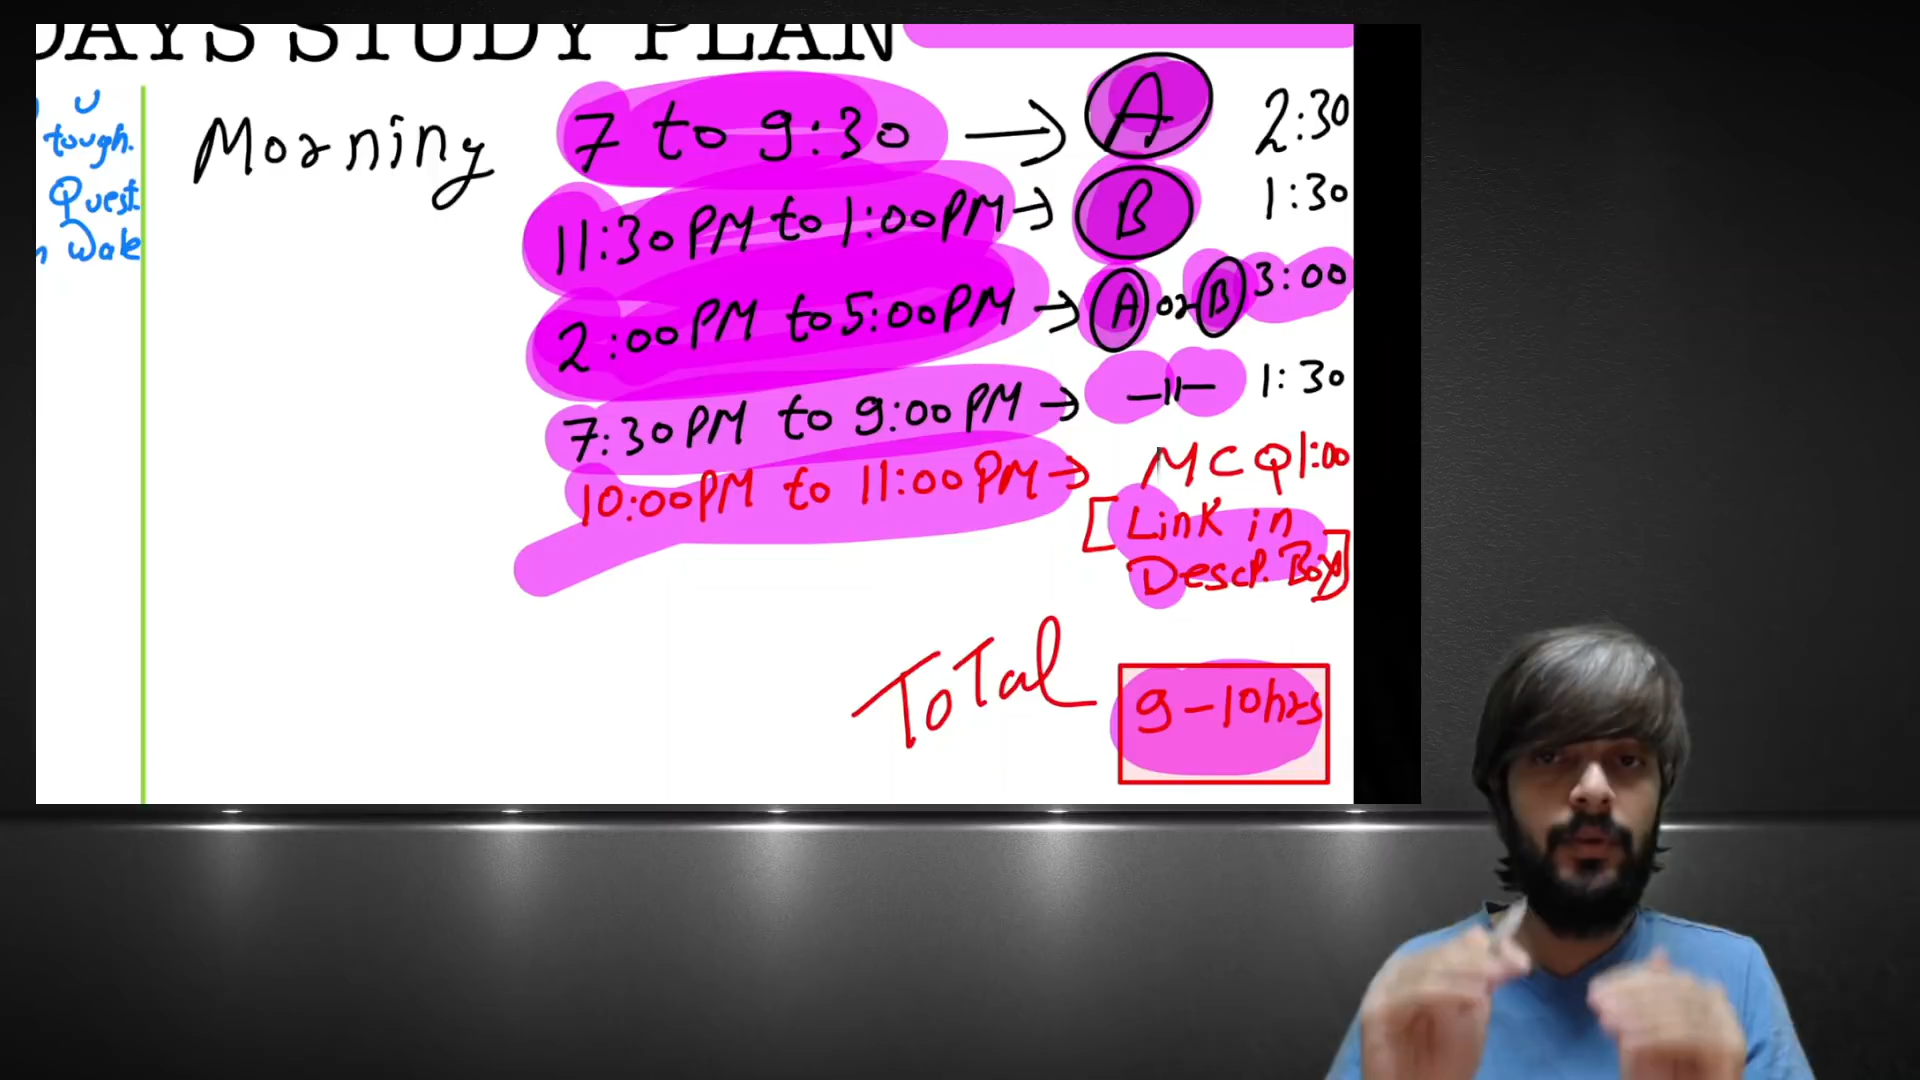 DAYS STUDY PLAN
tough.
Quest
Morning 7 to 9:30 → A 2:30
11:30PM to 1:00PM → B 1:30
2:00PM to 5:00PM → A or B 3:00
7:30PM to 9:00PM → -11- 1:30
10:00PM to 11:00PM → MCQ 1:00
[Link in
Descp. Box]
Total 9-10hrs